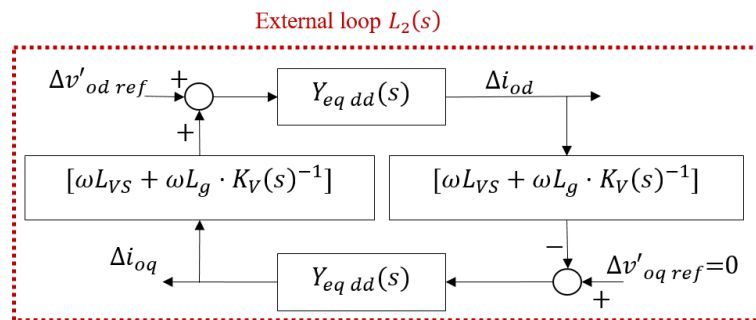 External loop L₂(s)
Δv'od ref
+
Yeq dd(s)
Δiod
+
[ωLVS + ωLg · KV(s)⁻¹]
[ωLVS + ωLg · KV(s)⁻¹]
Δioq
Yeq dd(s)
−
Δv'oq ref=0
+